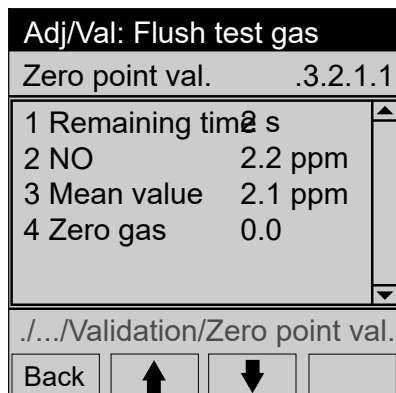 Adj/Val: Flush test gas
Zero point val. .3.2.1.1
1 Remaining time 2 s
2 NO 2.2 ppm
3 Mean value 2.1 ppm
4 Zero gas 0.0
./.../Validation/Zero point val.
Back